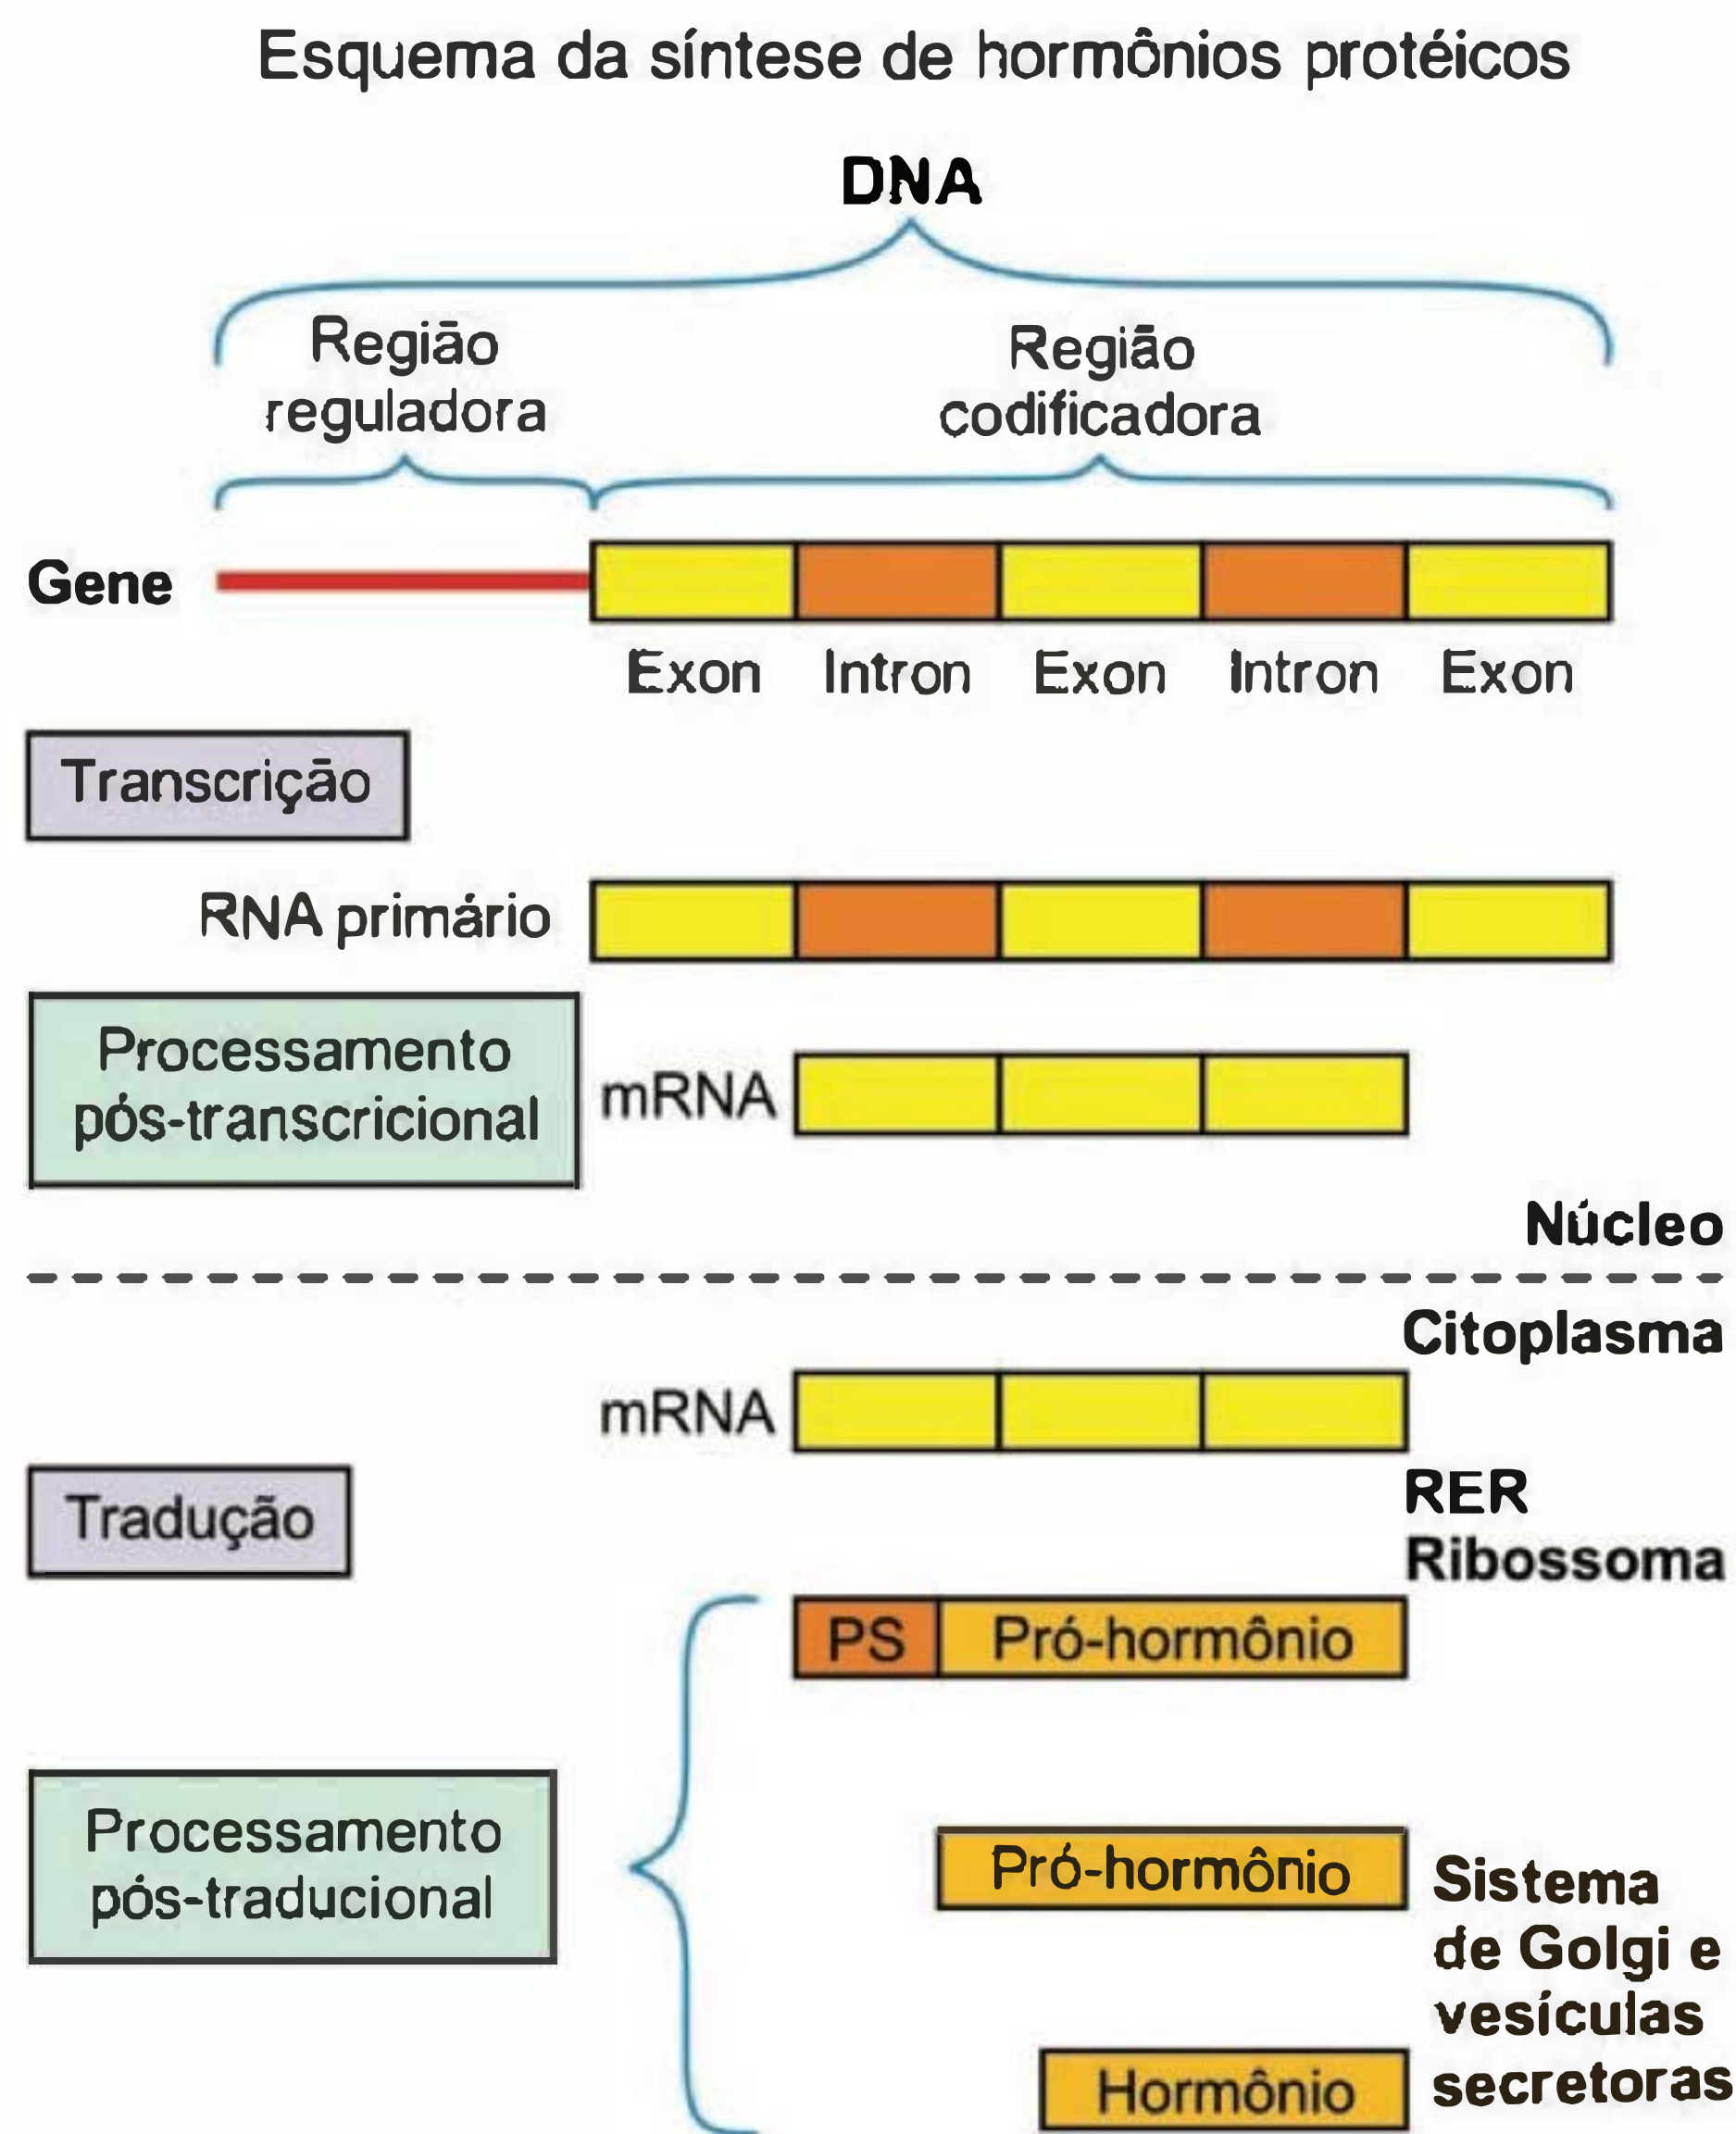 Esquema da síntese de hormônios protéicos
DNA
Região
reguladora
Região
codificadora
Gene
Exon Intron Exon Intron Exon
Transcrição
RNA primário
Processamento
pós-transcricional
mRNA
Núcleo
Citoplasma
mRNA
RER
Ribossoma
Tradução
PS Pró-hormônio
Processamento
pós-traducional
Pró-hormônio
Sistema
de Golgi e
vesículas
secretoras
Hormônio